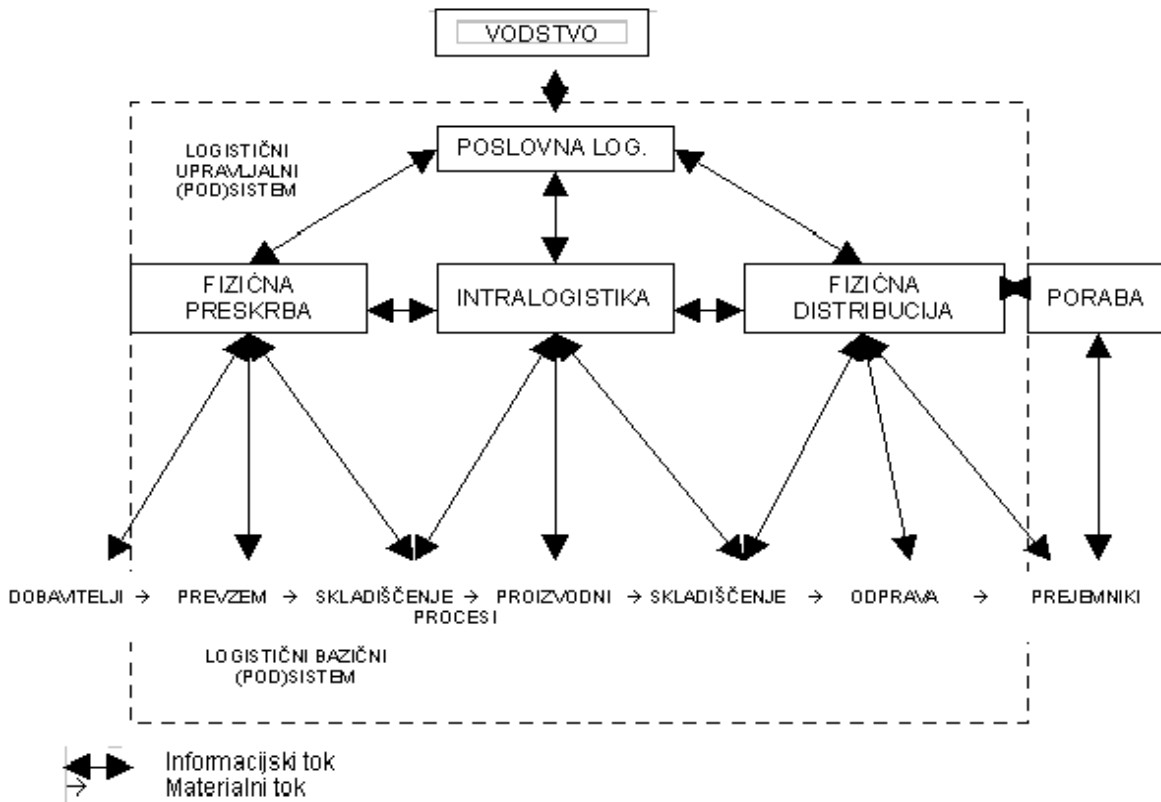 VODSTVO
POSLOVNA LOG.
LOGISTIČNI
UPRAVLJALNI
(POD)SISTEM
FIZIČNA
PRESKRBA
INTRALOGISTIKA
FIZIČNA
DISTRIBUCIJA
PORABA
DOBAVITELJI → PREVZEM → SKLADIŠČENJE → PROIZVODNI → SKLADIŠČENJE → ODPRAVA → PREJEMNIKI
PROCESI
LOGISTIČNI BAZIČNI
(POD)SISTEM
Informacijski tok
→ Materialni tok